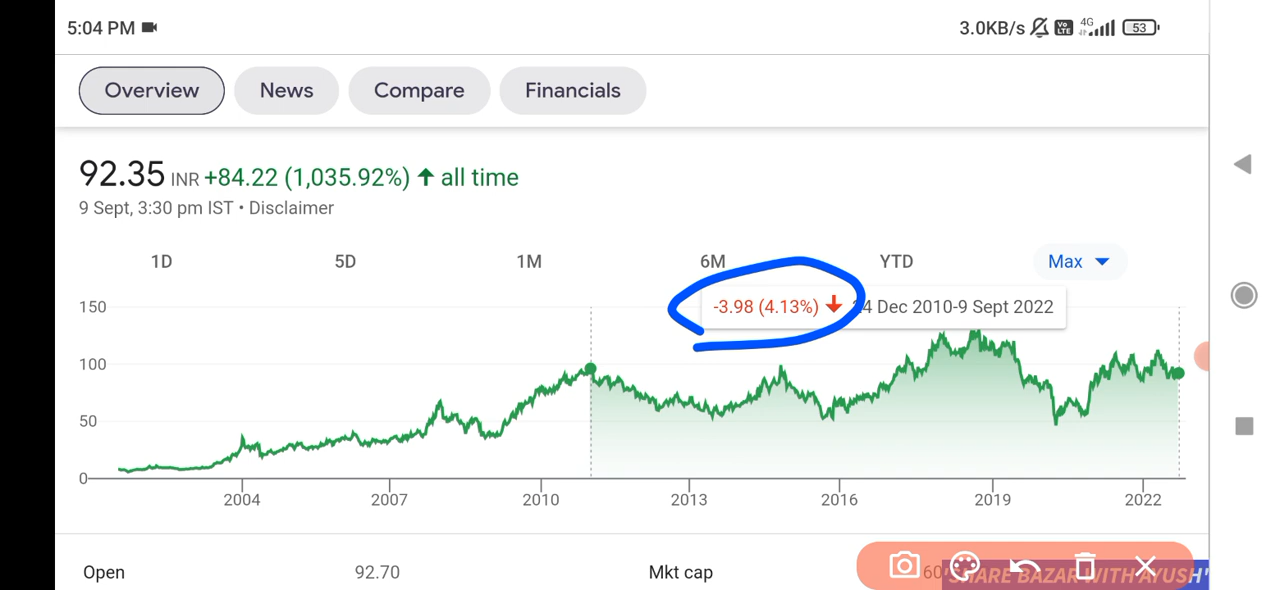 5:04 PM 3.0KB/s Vo LTE 4G 53
Overview News Compare Financials
92.35 INR +84.22 (1,035.92%) ↑ all time
9 Sept, 3:30 pm IST • Disclaimer
1D 5D 1M 6M YTD Max
-3.98 (4.13%) ↓ 24 Dec 2010-9 Sept 2022
150
100
50
0
2004 2007 2010 2013 2016 2019 2022
Open 92.70 Mkt cap
'SHARE BAZAR WITH AYUSH'